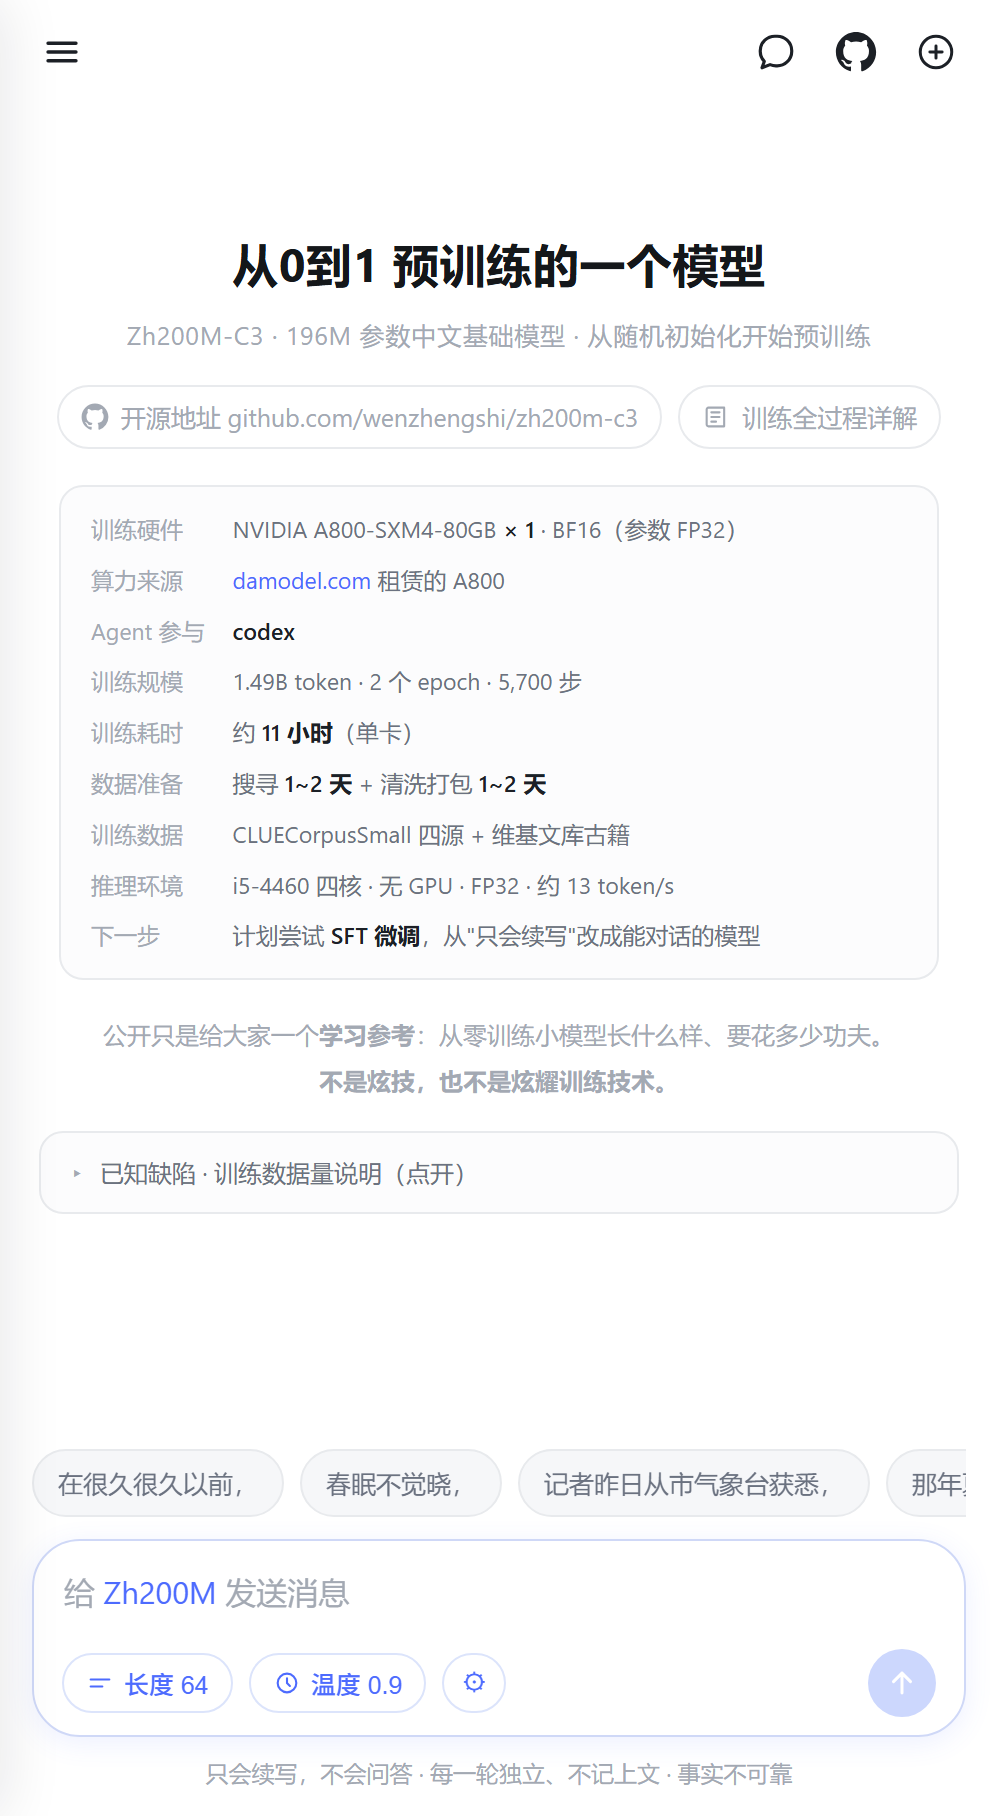 从0到1 预训练的一个模型
Zh200M-C3 · 196M 参数中文基础模型 · 从随机初始化开始预训练
开源地址 github.com/wenzhengshi/zh200m-c3
训练全过程详解
训练硬件 NVIDIA A800-SXM4-80GB × 1 · BF16（参数 FP32）
算力来源 damodel.com 租赁的 A800
Agent 参与 codex
训练规模 1.49B token · 2 个 epoch · 5,700 步
训练耗时 约 11 小时（单卡）
数据准备 搜寻 1~2 天 + 清洗打包 1~2 天
训练数据 CLUECorpusSmall 四源 + 维基文库古籍
推理环境 i5-4460 四核 · 无 GPU · FP32 · 约 13 token/s
下一步 计划尝试 SFT 微调，从"只会续写"改成能对话的模型
公开只是给大家一个学习参考：从零训练小模型长什么样、要花多少功夫。
不是炫技，也不是炫耀训练技术。
▸ 已知缺陷 · 训练数据量说明（点开）
在很久很久以前，
春眠不觉晓，
记者昨日从市气象台获悉，
那年
给 Zh200M 发送消息
长度 64
温度 0.9
只会续写，不会问答 · 每一轮独立、不记上文 · 事实不可靠